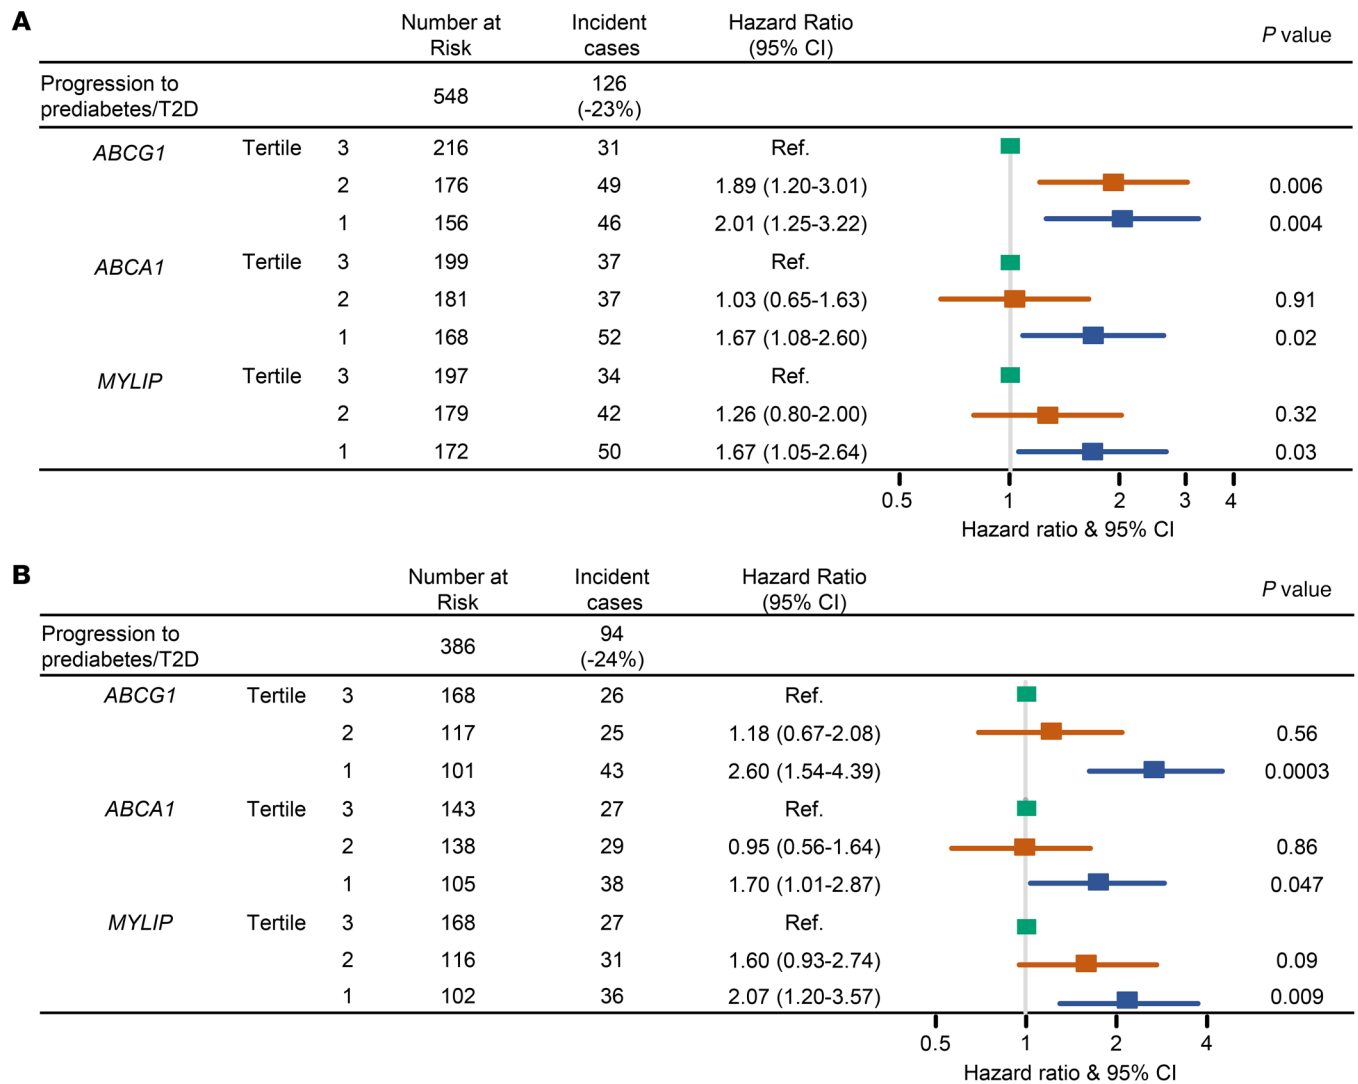 A
Number at Risk Incident cases Hazard Ratio (95% CI) P value
Progression to prediabetes/T2D 548 126 (-23%)
ABCG1 Tertile 3 216 31 Ref.
2 176 49 1.89 (1.20-3.01) 0.006
1 156 46 2.01 (1.25-3.22) 0.004
ABCA1 Tertile 3 199 37 Ref.
2 181 37 1.03 (0.65-1.63) 0.91
1 168 52 1.67 (1.08-2.60) 0.02
MYLIP Tertile 3 197 34 Ref.
2 179 42 1.26 (0.80-2.00) 0.32
1 172 50 1.67 (1.05-2.64) 0.03
0.5 1 2 3 4
Hazard ratio & 95% CI
B
Number at Risk Incident cases Hazard Ratio (95% CI) P value
Progression to prediabetes/T2D 386 94 (-24%)
ABCG1 Tertile 3 168 26 Ref.
2 117 25 1.18 (0.67-2.08) 0.56
1 101 43 2.60 (1.54-4.39) 0.0003
ABCA1 Tertile 3 143 27 Ref.
2 138 29 0.95 (0.56-1.64) 0.86
1 105 38 1.70 (1.01-2.87) 0.047
MYLIP Tertile 3 168 27 Ref.
2 116 31 1.60 (0.93-2.74) 0.09
1 102 36 2.07 (1.20-3.57) 0.009
0.5 1 2 4
Hazard ratio & 95% CI